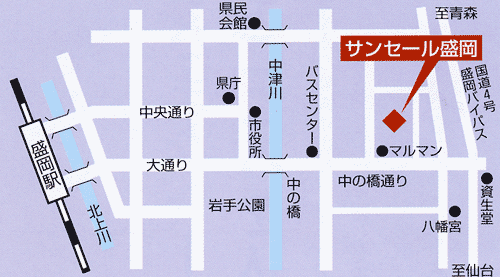 県民
会館
至青森
サンセール盛岡
中津川
国道4号
盛岡バイパス
バスセンター
県庁
中央通り
市役所
盛岡駅
大通り
マルマン
中の橋通り
中の橋
岩手公園
北上川
八幡宮
資生堂
至仙台